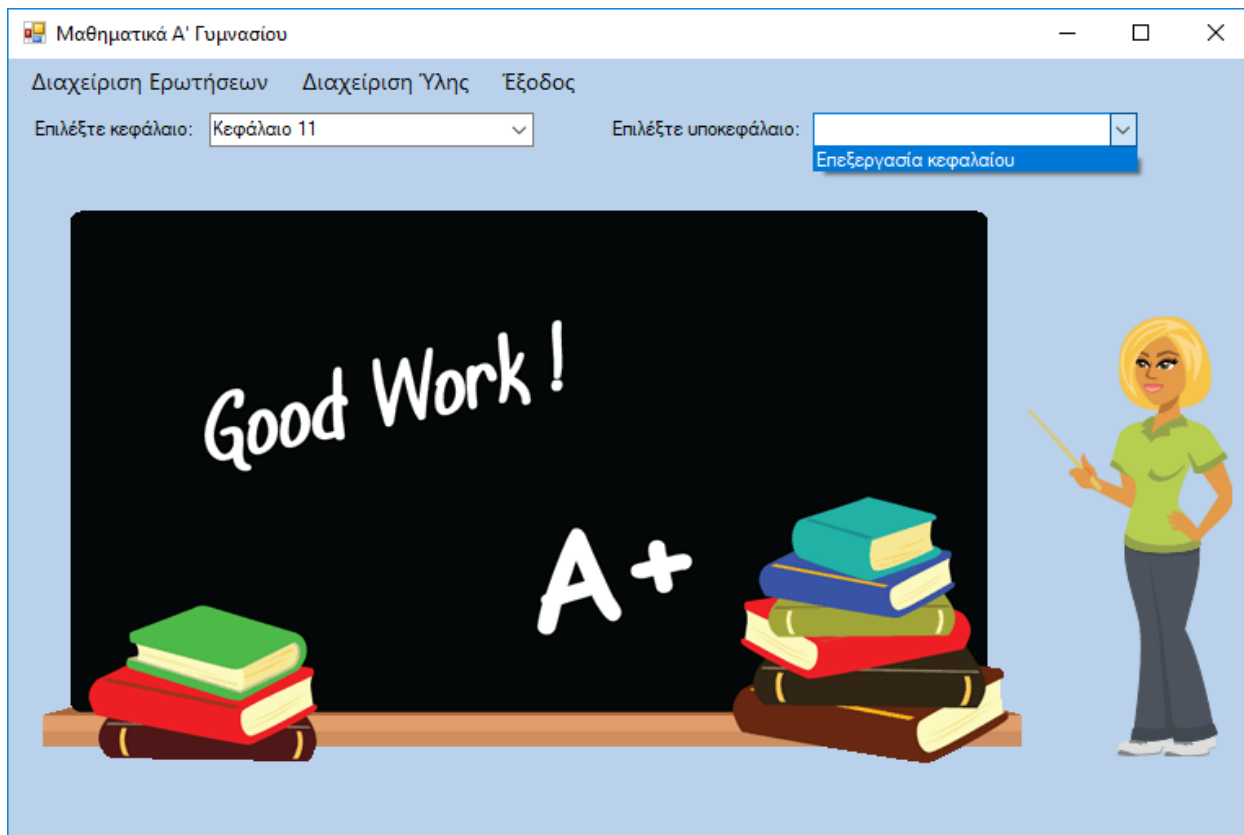 Μαθηματικά Α' Γυμνασίου
Διαχείριση Ερωτήσεων Διαχείριση Ύλης Έξοδος
Επιλέξτε κεφάλαιο: Κεφάλαιο 11 Επιλέξτε υποκεφάλαιο:
Επεξεργασία κεφαλαίου
Good Work !
A+